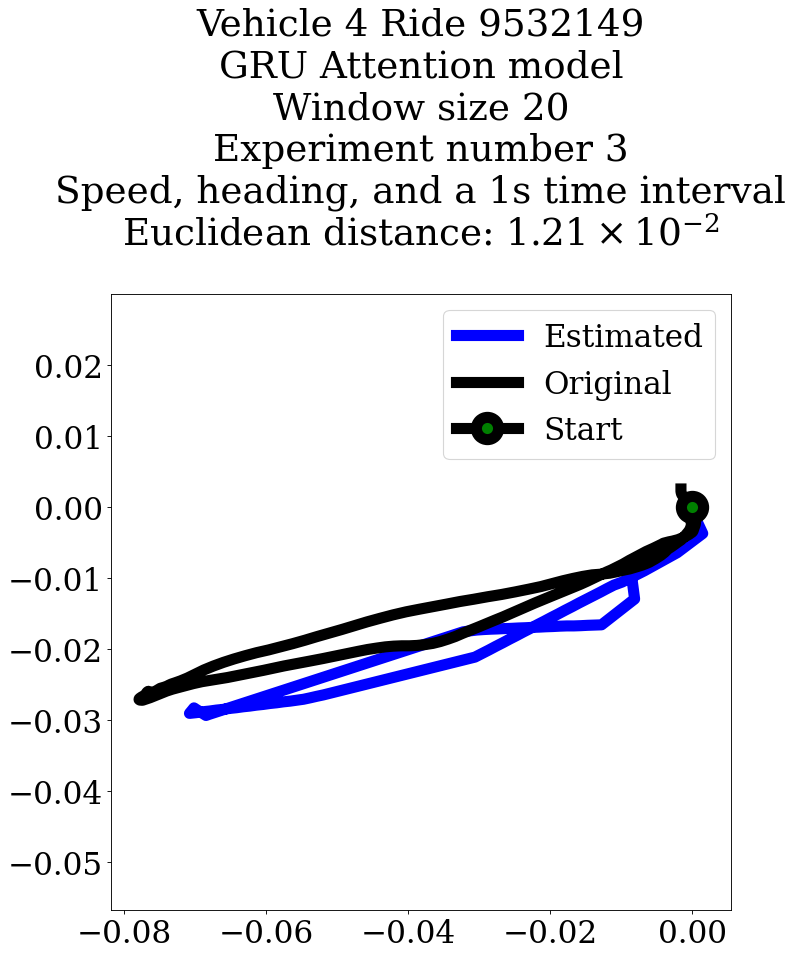 Vehicle 4 Ride 9532149
GRU Attention model
Window size 20
Experiment number 3
Speed, heading, and a 1s time interval
Euclidean distance: 1.21 × 10⁻²
Estimated
Original
Start
0.02
0.01
0.00
−0.01
−0.02
−0.03
−0.04
−0.05
−0.08 −0.06 −0.04 −0.02 0.00